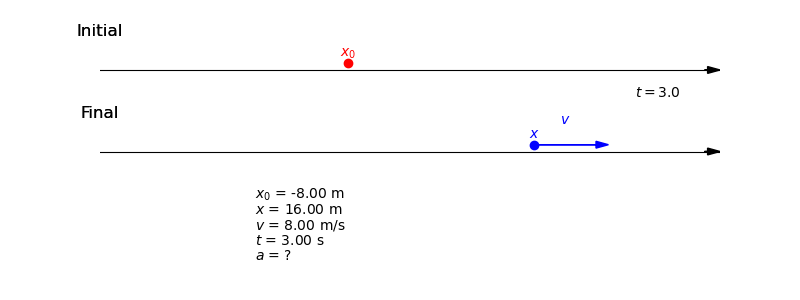 Initial
x₀
t = 3.0
Final
v
x
x₀ = -8.00 m
x = 16.00 m
v = 8.00 m/s
t = 3.00 s
a = ?